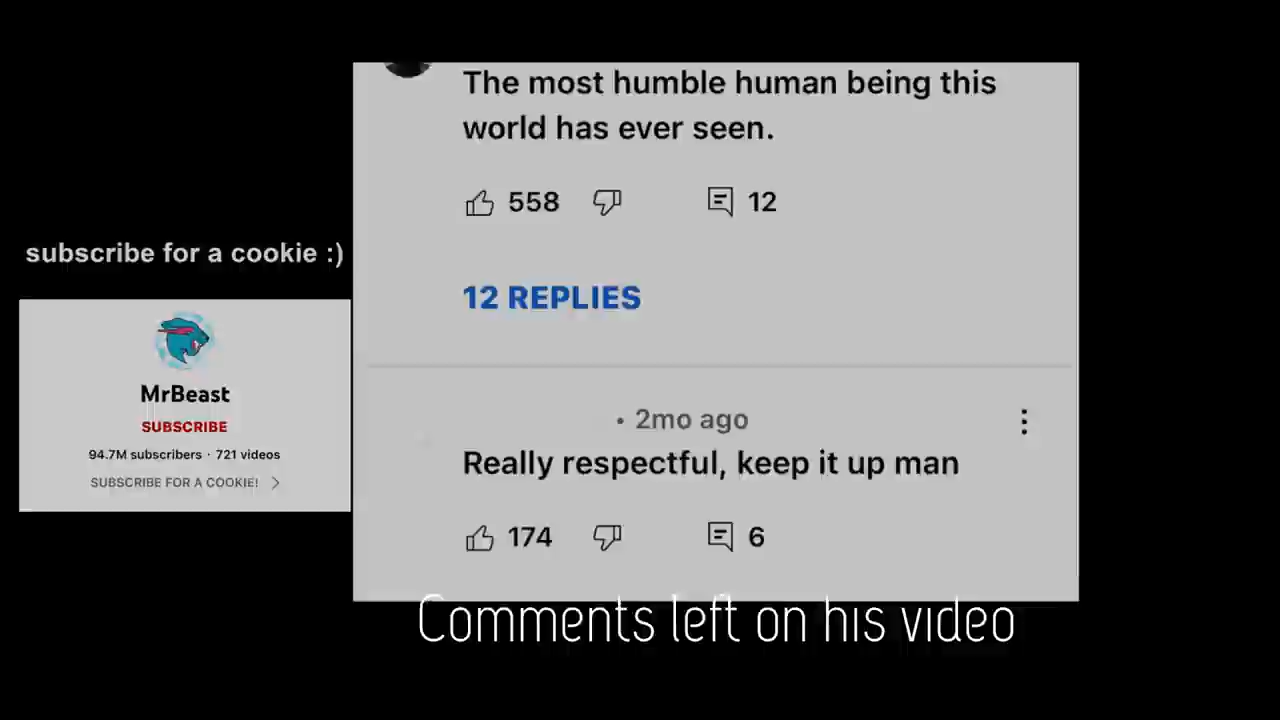 The most humble human being this
world has ever seen.
558 12
12 REPLIES
subscribe for a cookie :)
MrBeast
SUBSCRIBE
94.7M subscribers · 721 videos
SUBSCRIBE FOR A COOKIE! >
• 2mo ago
Really respectful, keep it up man
174 6
Comments left on his video